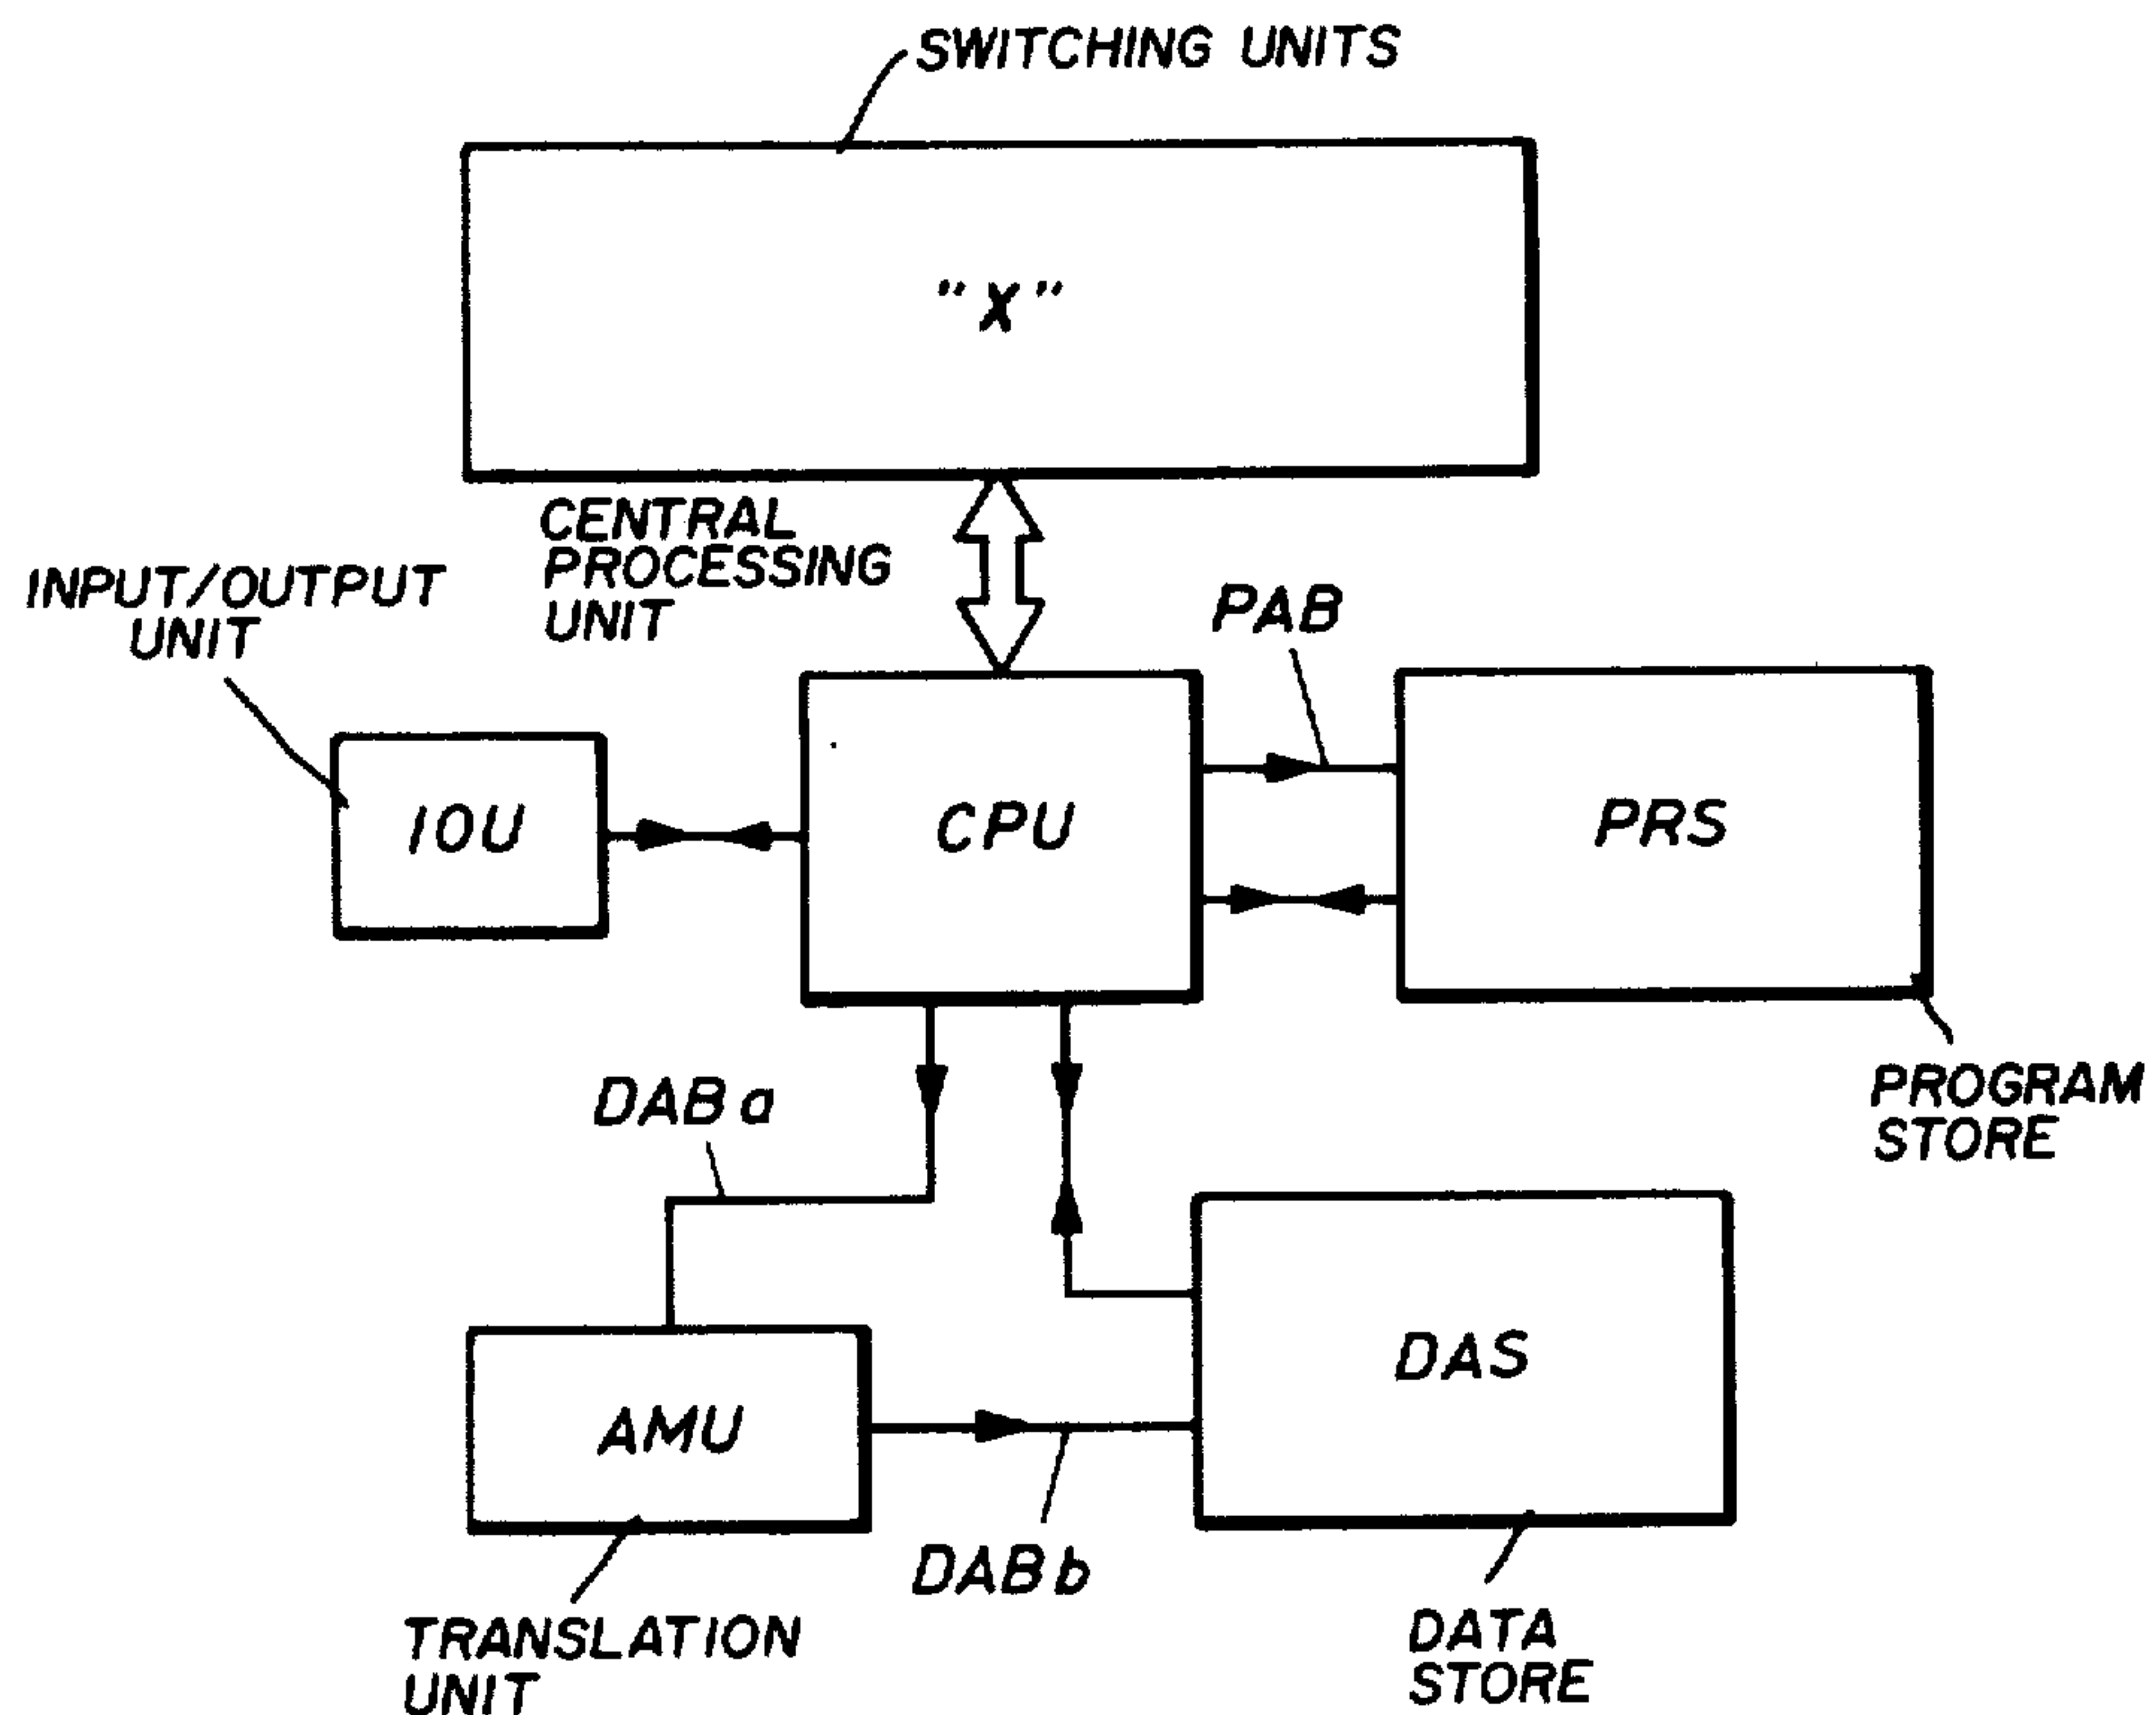 SWITCHING UNITS
"X"
CENTRAL
PROCESSING
UNIT
INPUT/OUTPUT
UNIT
PAB
IOU
CPU
PRS
PROGRAM
STORE
DAB a
DAS
AMU
DAB b
TRANSLATION
UNIT
DATA
STORE